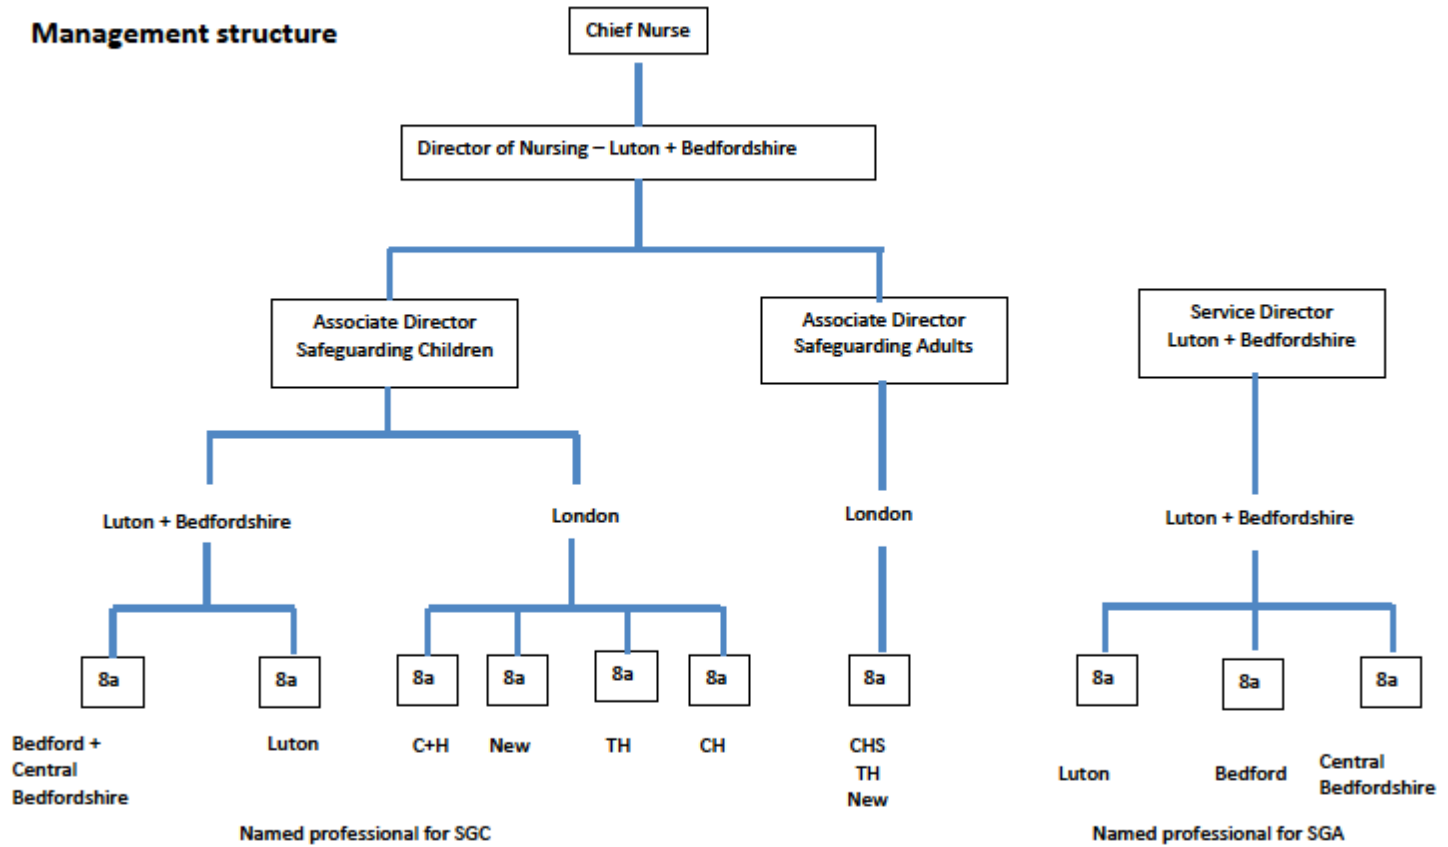 Management structure
Chief Nurse
Director of Nursing – Luton + Bedfordshire
Associate Director
Safeguarding Children
Associate Director
Safeguarding Adults
Service Director
Luton + Bedfordshire
Luton + Bedfordshire
London
London
Luton + Bedfordshire
8a
8a
8a
8a
8a
8a
8a
8a
8a
8a
Bedford +
Central
Bedfordshire
Luton
C+H
New
TH
CH
CHS
TH
New
Luton
Bedford
Central
Bedfordshire
Named professional for SGC
Named professional for SGA